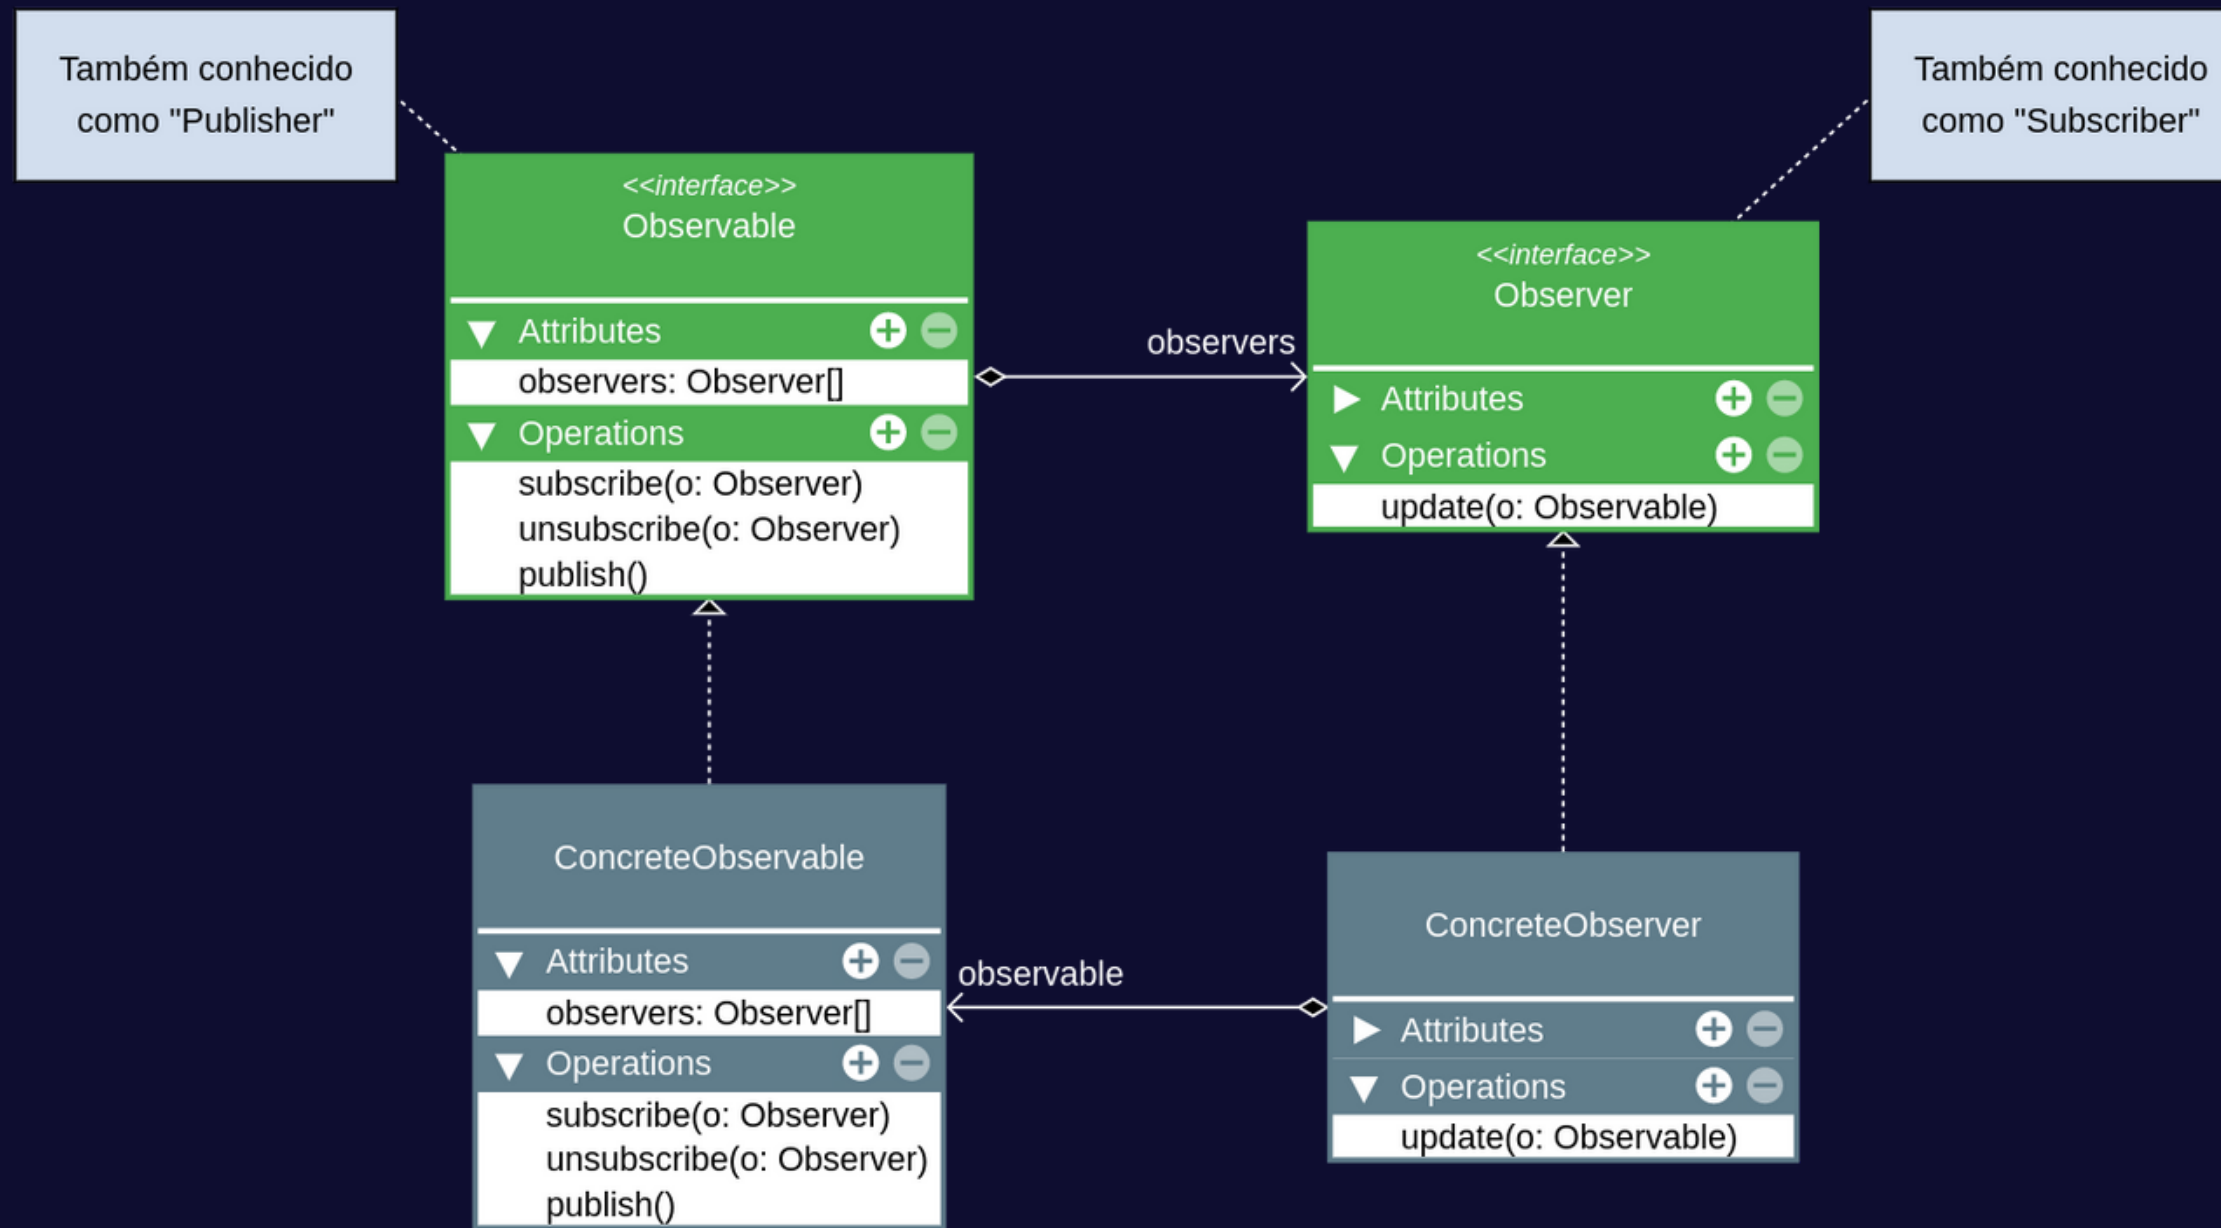 Também conhecido
como "Publisher"
Também conhecido
como "Subscriber"
<<interface>>
Observable
Attributes
observers: Observer[]
Operations
subscribe(o: Observer)
unsubscribe(o: Observer)
publish()
observers
<<interface>>
Observer
Attributes
Operations
update(o: Observable)
ConcreteObservable
Attributes
observers: Observer[]
Operations
subscribe(o: Observer)
unsubscribe(o: Observer)
publish()
observable
ConcreteObserver
Attributes
Operations
update(o: Observable)